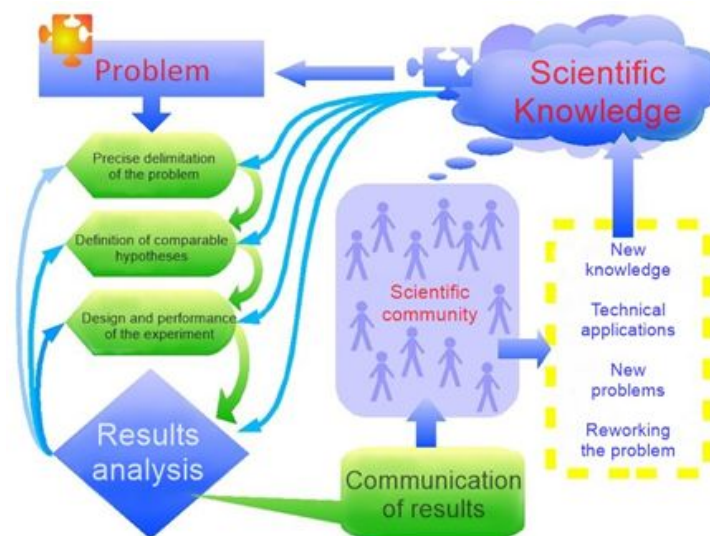 Problem
Scientific
Knowledge
Precise delimitation
of the problem
Definition of comparable
hypotheses
Design and performance
of the experiment
Results
analysis
Scientific
community
Communication
of results
New
knowledge
Technical
applications
New
problems
Reworking
the problem